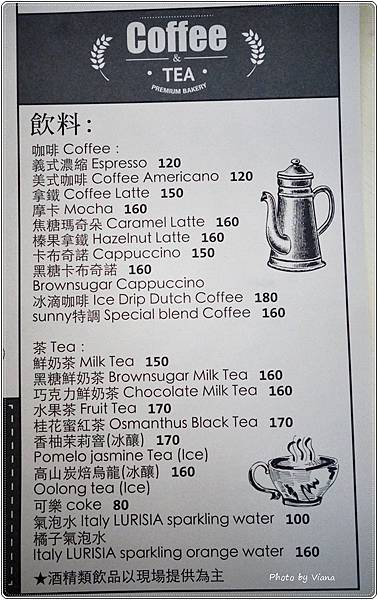 Coffee
&
· TEA ·
PREMIUM BAKERY
飲料:
咖啡 Coffee :
義式濃縮 Espresso 120
美式咖啡 Coffee Americano 120
拿鐵 Coffee Latte 150
摩卡 Mocha 160
焦糖瑪奇朵 Caramel Latte 160
榛果拿鐵 Hazelnut Latte 160
卡布奇諾 Cappuccino 150
黑糖卡布奇諾 160
Brownsugar Cappuccino
冰滴咖啡 Ice Drip Dutch Coffee 180
sunny特調 Special blend Coffee 160
茶 Tea :
鮮奶茶 Milk Tea 150
黑糖鮮奶茶 Brownsugar Milk Tea 160
巧克力鮮奶茶 Chocolate Milk Tea 160
水果茶 Fruit Tea 170
桂花蜜紅茶 Osmanthus Black Tea 170
香柚茉莉窨(冰釀) 170
Pomelo jasmine Tea (Ice)
高山炭焙烏龍(冰釀) 160
Oolong tea (Ice)
可樂 coke 80
氣泡水 Italy LURISIA sparkling water 100
橘子氣泡水
Italy LURISIA sparkling orange water 160
★酒精類飲品以現場提供為主
Photo by Viana